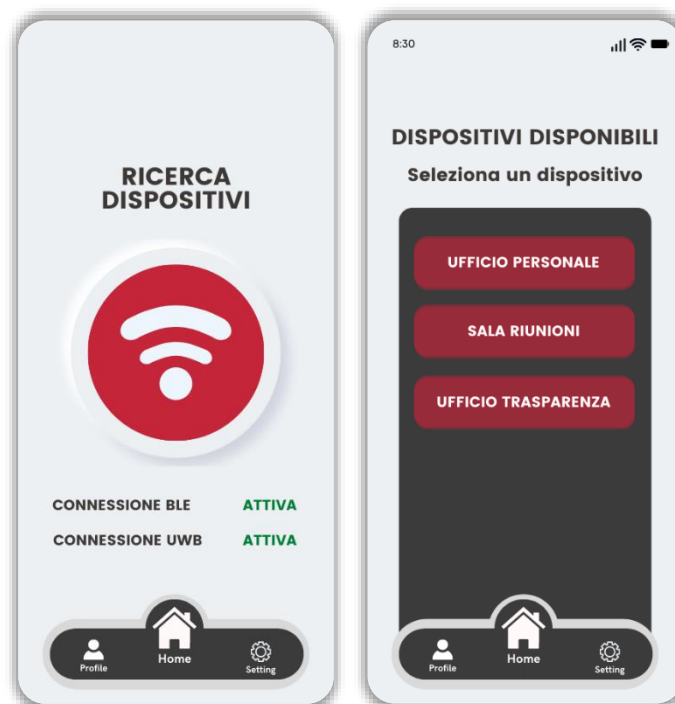 RICERCA
DISPOSITIVI
CONNESSIONE BLE ATTIVA
CONNESSIONE UWB ATTIVA
Profile
Home
Setting
8:30
DISPOSITIVI DISPONIBILI
Seleziona un dispositivo
UFFICIO PERSONALE
SALA RIUNIONI
UFFICIO TRASPARENZA
Profile
Home
Setting